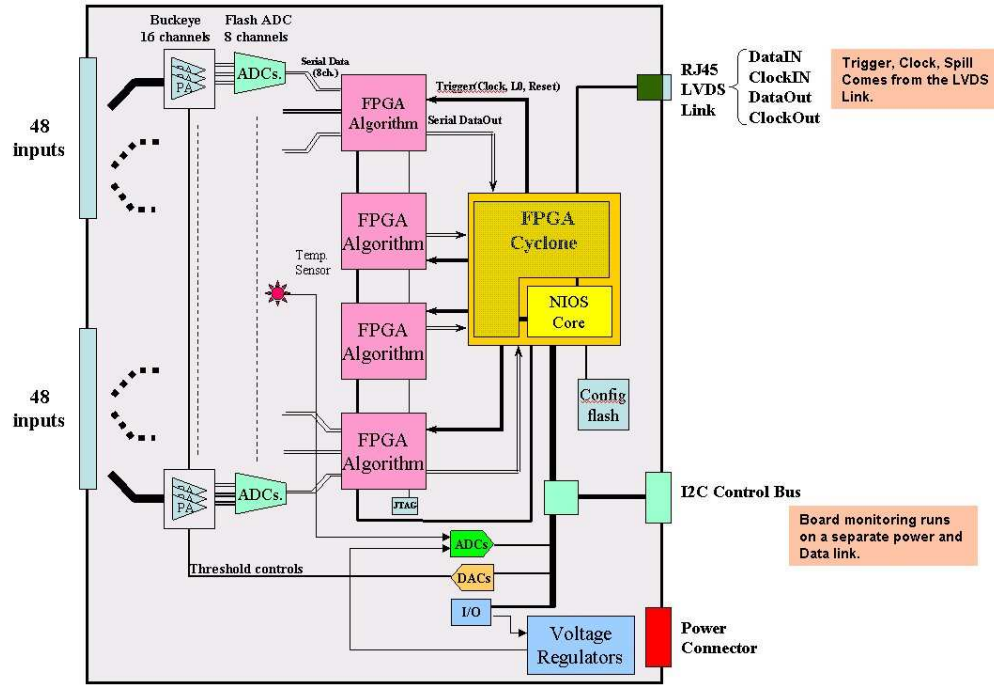 Buckeye
16 channels
Flash ADC
8 channels
PA
PA
ADCs.
Serial Data
(8ch.)
48
inputs
FPGA
Algorithm
Trigger(Clock, L0, Reset)
Serial DataOut
RJ45
LVDS
Link
DataIN
ClockIN
DataOut
ClockOut
Trigger, Clock, Spill
Comes from the LVDS
Link.
FPGA
Algorithm
FPGA
Cyclone
Temp.
Sensor
NIOS
Core
FPGA
Algorithm
48
inputs
Config
flash
FPGA
Algorithm
PA
ADCs.
JTAG
I2C Control Bus
Board monitoring runs
on a separate power and
Data link.
ADCs
Threshold controls
DACs
I/O
Voltage
Regulators
Power
Connector